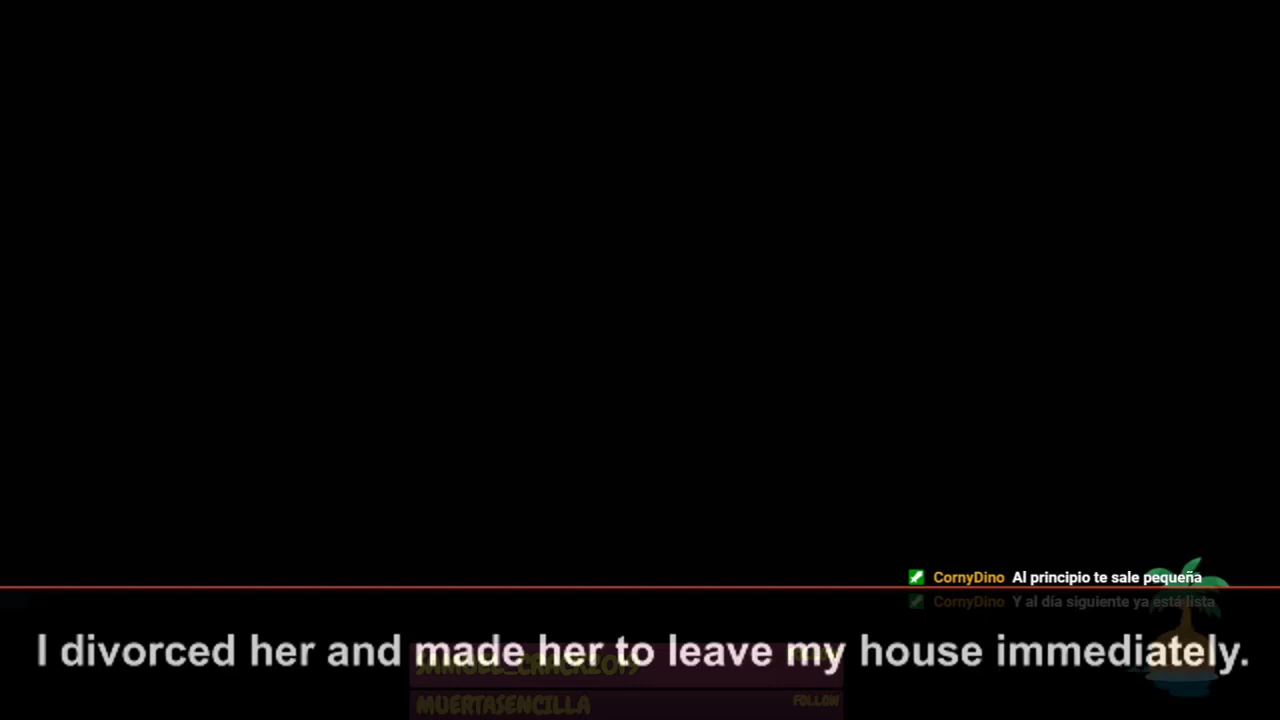 CornyDino Al principio te sale pequeña
CornyDino Y al día siguiente ya está lista
I divorced her and made her to leave my house immediately.
MUERTASENCILLA FOLLOW